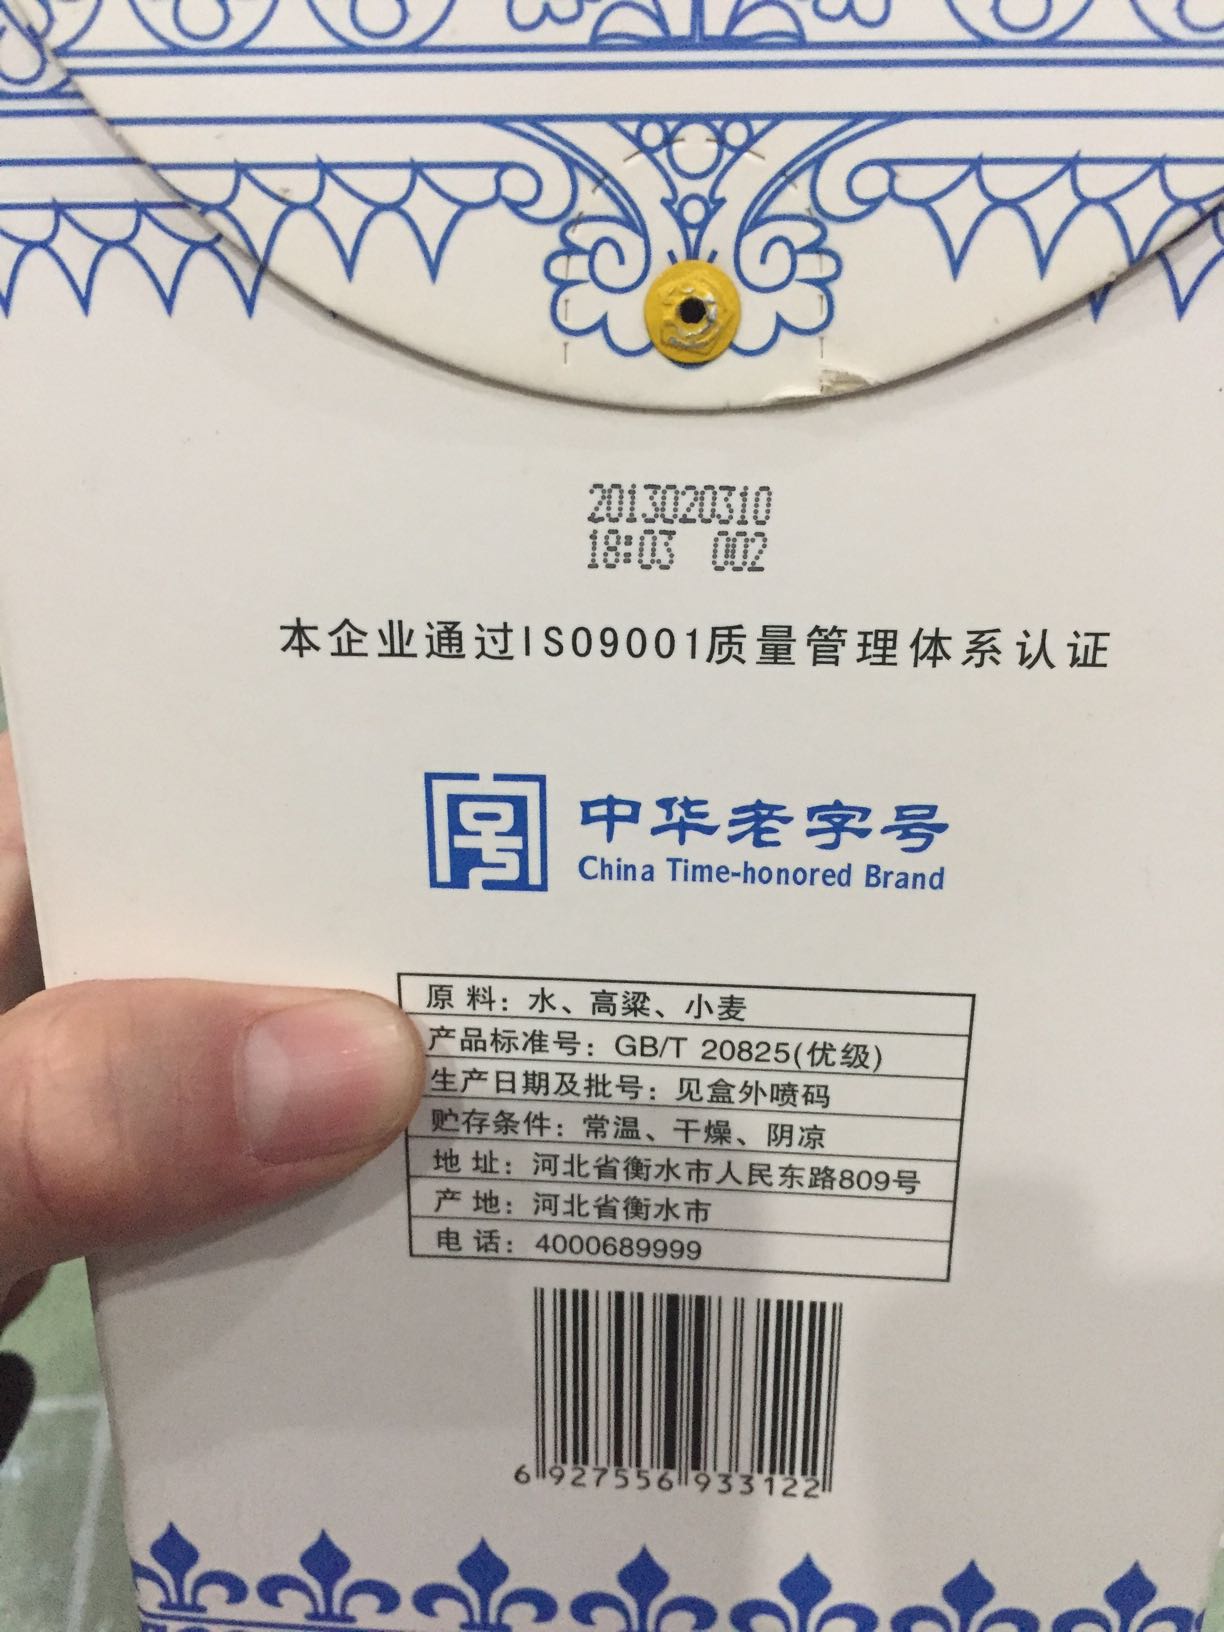 2013020310
18:03 002
本企业通过ISO9001质量管理体系认证
中华老字号
China Time-honored Brand
原 料：水、高粱、小麦
产品标准号：GB/T 20825(优级)
生产日期及批号：见盒外喷码
贮存条件：常温、干燥、阴凉
地 址：河北省衡水市人民东路809号
产 地：河北省衡水市
电 话：4000689999
6 927556 933122